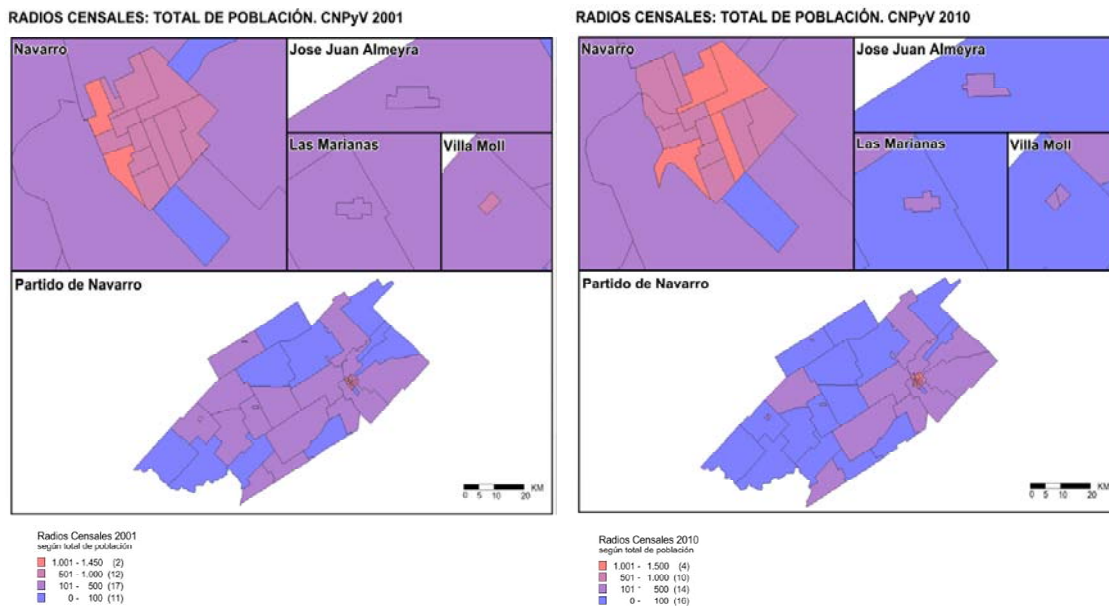 RADIOS CENSALES: TOTAL DE POBLACIÓN. CNPyV 2001
Navarro
Jose Juan Almeyra
Las Marianas
Villa Moll
Partido de Navarro
0 5 10 20 KM
Radios Censales 2001
según total de población
1.001 - 1.450 (2)
501 - 1.000 (12)
101 - 500 (17)
0 - 100 (11)
RADIOS CENSALES: TOTAL DE POBLACIÓN. CNPyV 2010
Navarro
Jose Juan Almeyra
Las Marianas
Villa Moll
Partido de Navarro
0 5 10 20 KM
Radios Censales 2010
según total de población
1.001 - 1.500 (4)
501 - 1.000 (10)
101 - 500 (14)
0 - 100 (16)